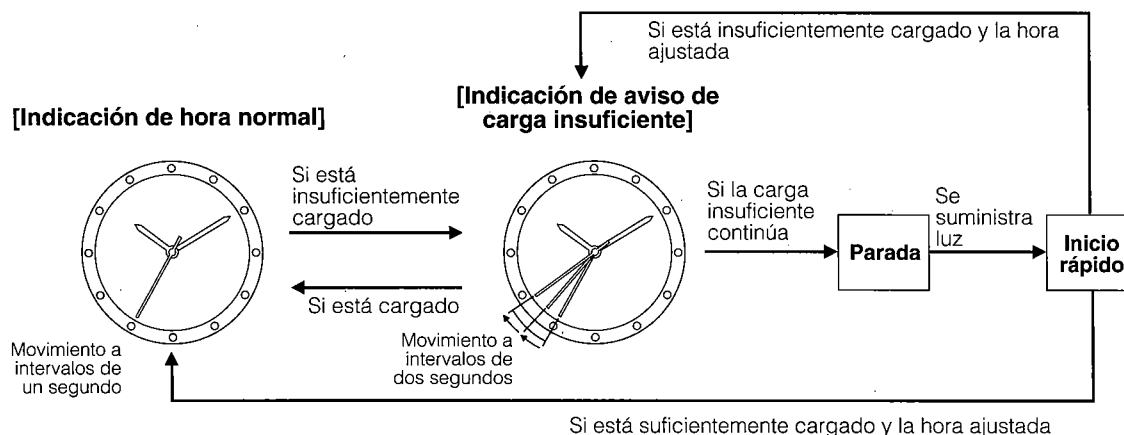 Si está insuficientemente cargado y la hora
ajustada
[Indicación de hora normal]
[Indicación de aviso de
carga insuficiente]
Si está
insuficientemente
cargado
Si está cargado
Si la carga
insuficiente
continúa
Parada
Se
suministra
luz
Inicio
rápido
Movimiento a
intervalos de
un segundo
Movimiento a
intervalos de
dos segundos
Si está suficientemente cargado y la hora ajustada